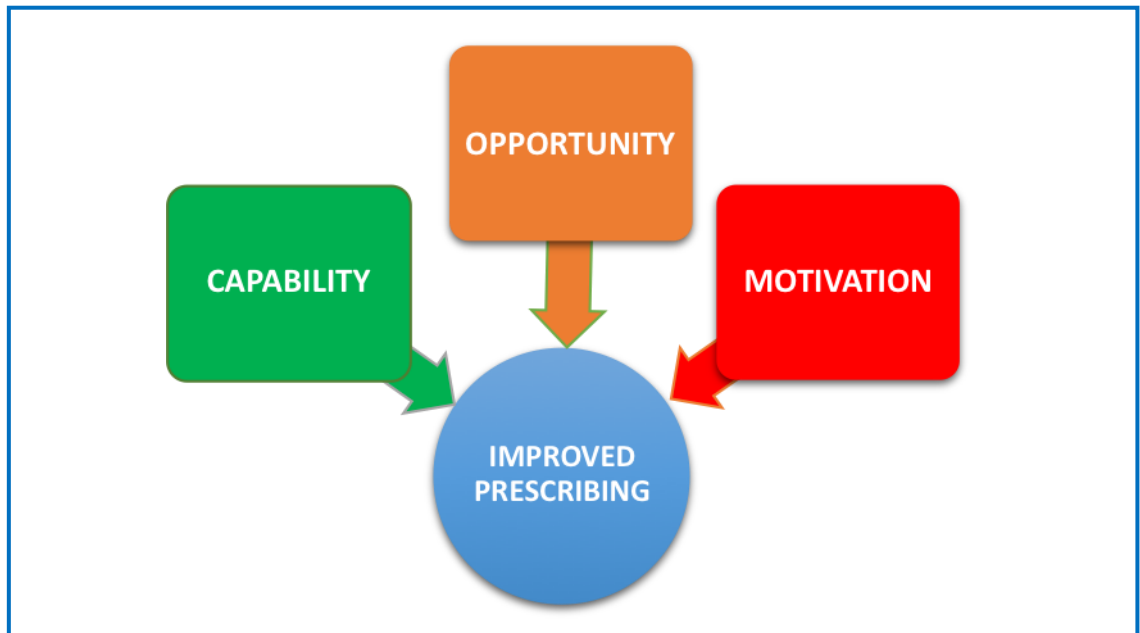 OPPORTUNITY
CAPABILITY
MOTIVATION
IMPROVED
PRESCRIBING